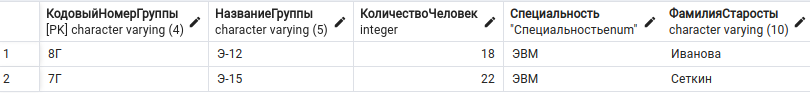 КодовыйНомерГруппы НазваниеГруппы КоличествоЧеловек Специальность ФамилияСтаросты
[PK] character varying (4) character varying (5) integer "Специальностьenum" character varying (10)
1 8Г Э-12 18 ЭВМ Иванова
2 7Г Э-15 22 ЭВМ Сеткин